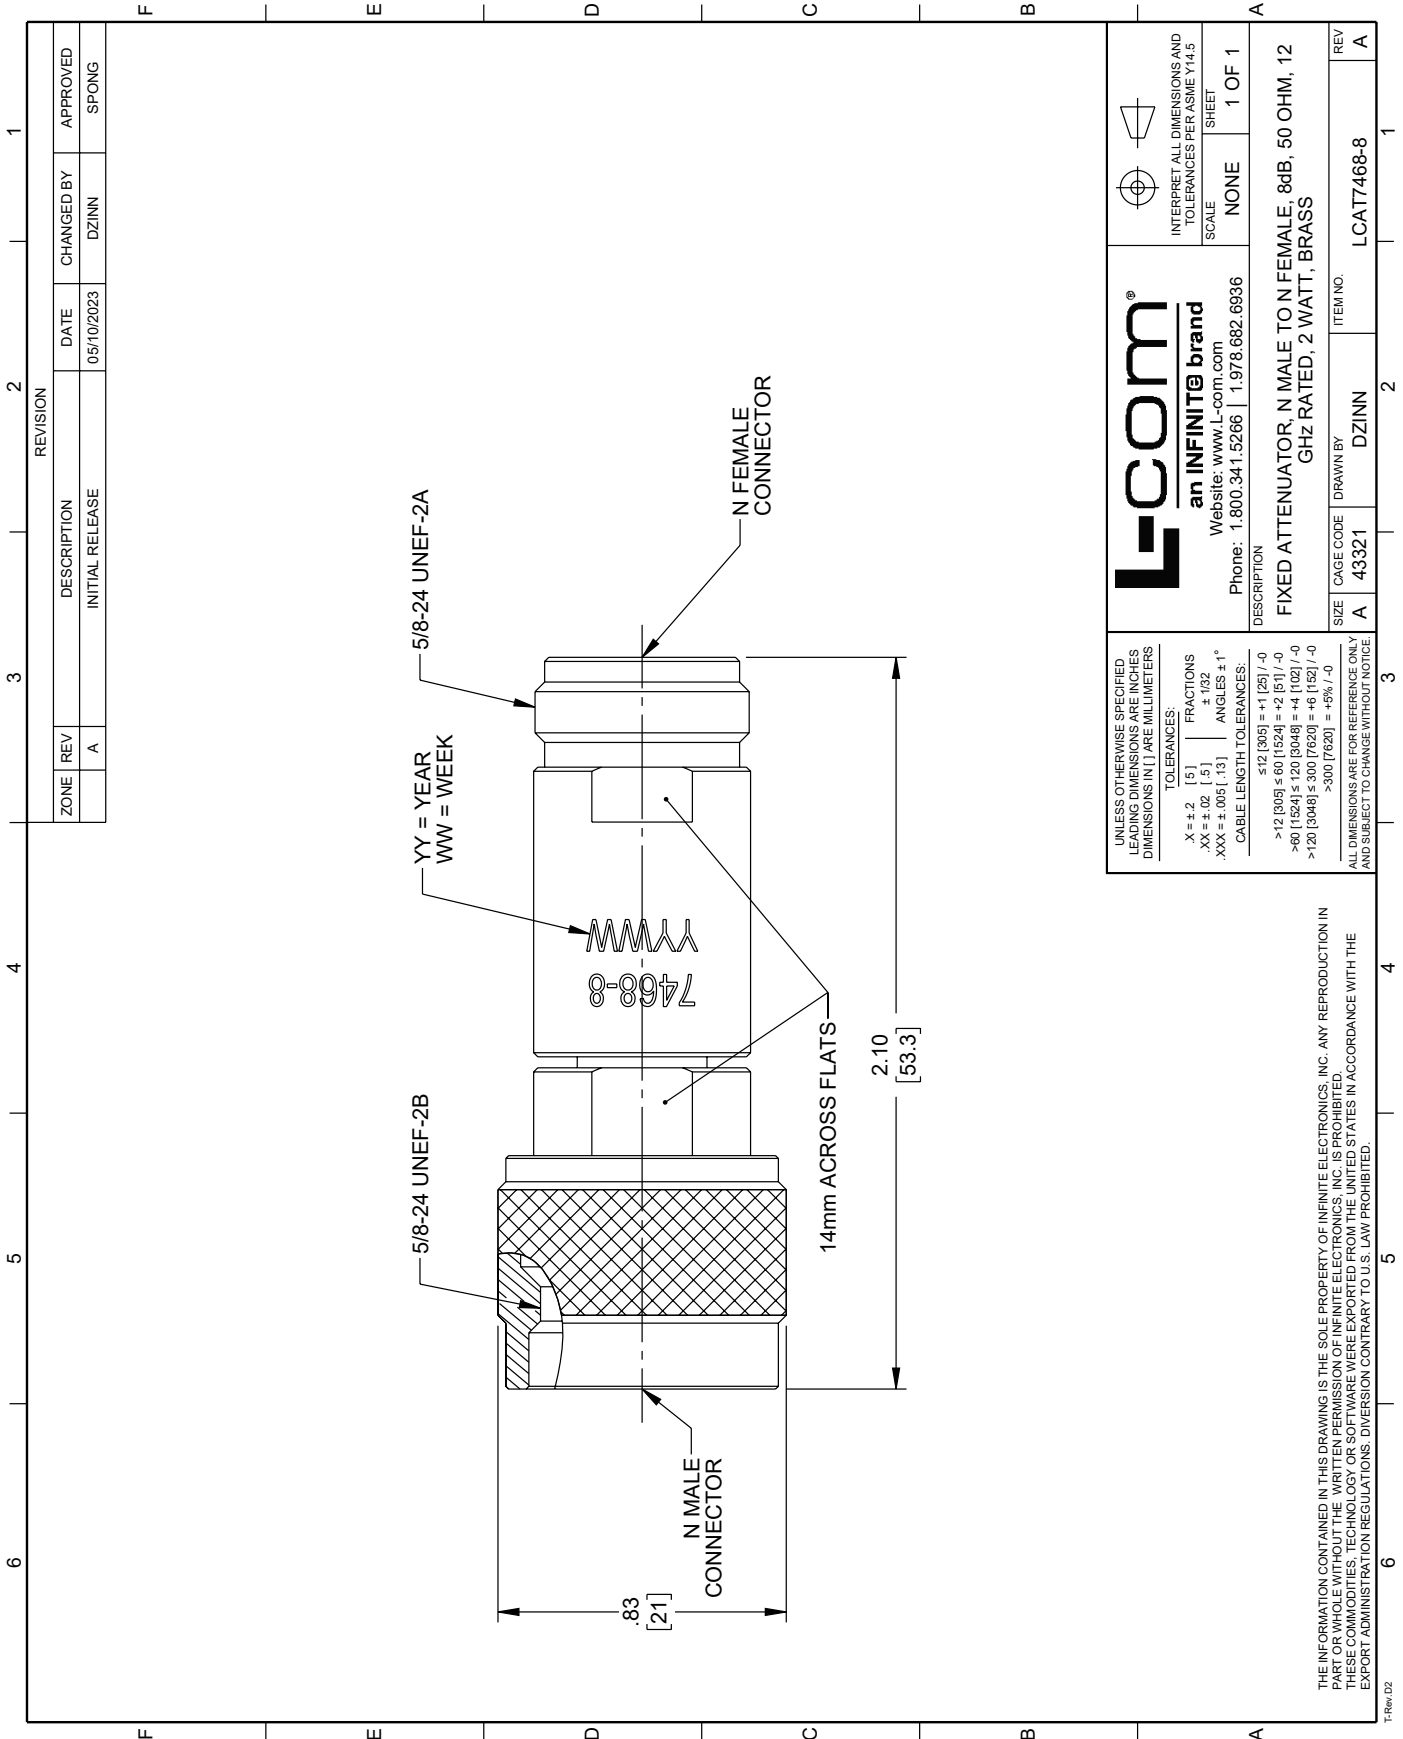 6
5
4
3
2
1
F
E
D
C
B
A
F
E
D
C
B
A
REVISION
ZONE REV DESCRIPTION DATE CHANGED BY APPROVED
A INITIAL RELEASE 05/10/2023 DZINN SPONG
5/8-24 UNEF-2B
YY = YEAR
WW = WEEK
5/8-24 UNEF-2A
7468-8
YYWW
.83
[21]
N MALE
CONNECTOR
N FEMALE
CONNECTOR
14mm ACROSS FLATS
2.10
[53.3]
UNLESS OTHERWISE SPECIFIED
LEADING DIMENSIONS ARE INCHES
DIMENSIONS IN [ ] ARE MILLIMETERS
TOLERANCES:
.X = ±.2 [5] FRACTIONS
.XX = ±.02 [.5] ± 1/32
.XXX = ±.005 [.13] ANGLES ± 1°
CABLE LENGTH TOLERANCES:
≤12 [305] = +1 [25] / -0
>12 [305] ≤ 60 [1524] = +2 [51] / -0
>60 [1524] ≤ 120 [3048] = +4 [102] / -0
>120 [3048] ≤ 300 [7620] = +6 [152] / -0
>300 [7620] = +5% / -0
ALL DIMENSIONS ARE FOR REFERENCE ONLY
AND SUBJECT TO CHANGE WITHOUT NOTICE.
L-com®
an INFINITE brand
Website: www.L-com.com
Phone: 1.800.341.5266 | 1.978.682.6936
INTERPRET ALL DIMENSIONS AND
TOLERANCES PER ASME Y14.5
SCALE
NONE
SHEET
1 OF 1
DESCRIPTION
FIXED ATTENUATOR, N MALE TO N FEMALE, 8dB, 50 OHM, 12
GHz RATED, 2 WATT, BRASS
SIZE
A
CAGE CODE
43321
DRAWN BY
DZINN
ITEM NO.
LCAT7468-8
REV
A
THE INFORMATION CONTAINED IN THIS DRAWING IS THE SOLE PROPERTY OF INFINITE ELECTRONICS, INC. ANY REPRODUCTION IN
PART OR WHOLE WITHOUT THE WRITTEN PERMISSION OF INFINITE ELECTRONICS, INC. IS PROHIBITED.
THESE COMMODITIES, TECHNOLOGY OR SOFTWARE WERE EXPORTED FROM THE UNITED STATES IN ACCORDANCE WITH THE
EXPORT ADMINISTRATION REGULATIONS. DIVERSION CONTRARY TO U.S. LAW PROHIBITED.
6
5
4
3
2
1
T-Rev.D2